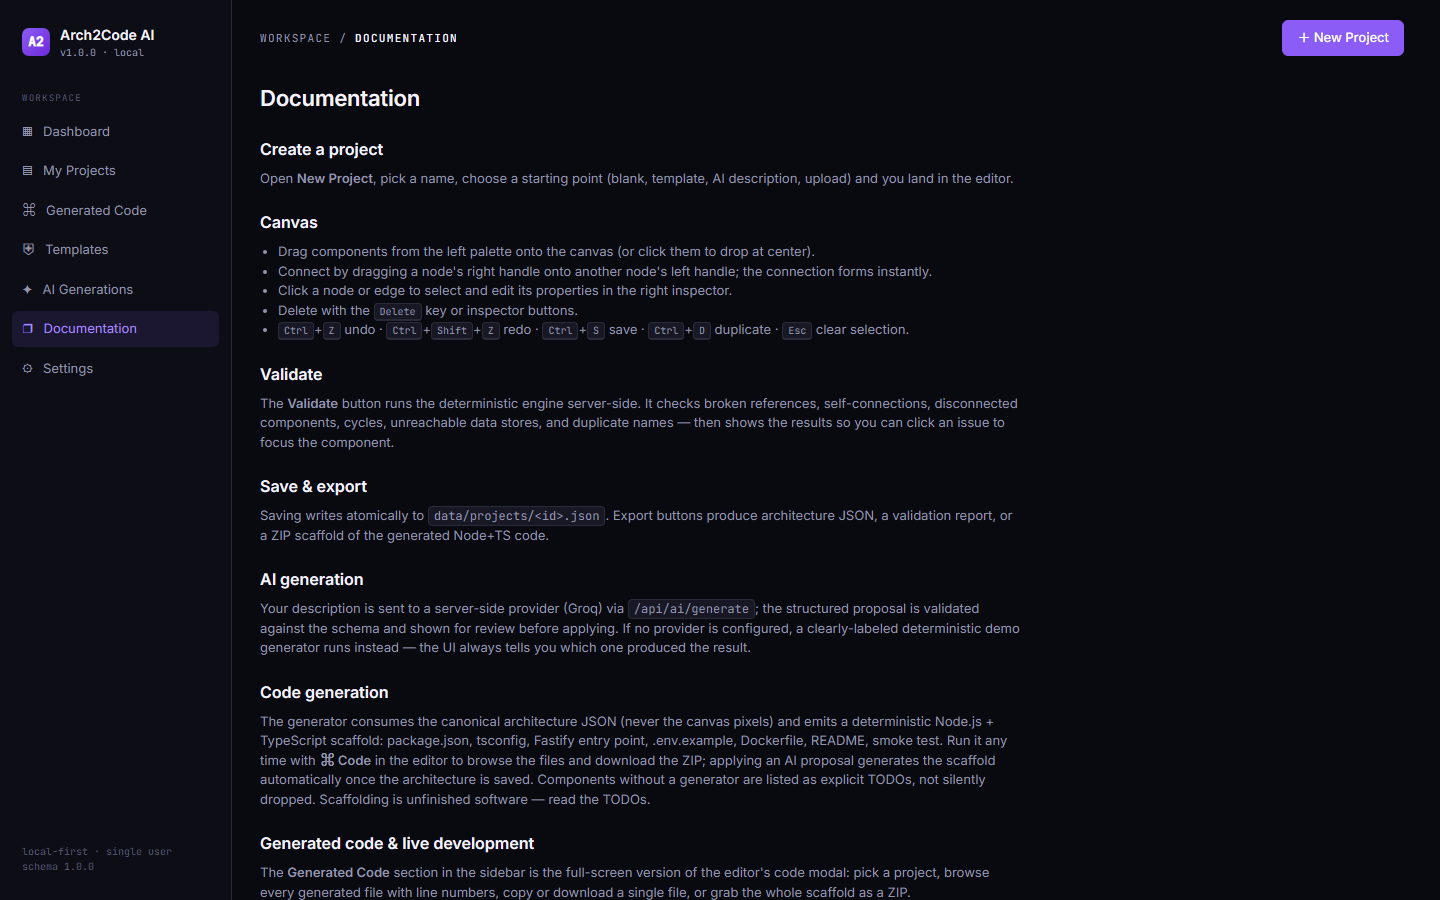 A2
Arch2Code AI
v1.0.0 · local
WORKSPACE
Dashboard
My Projects
⌘ Generated Code
Templates
AI Generations
Documentation
Settings
local-first · single user
schema 1.0.0
WORKSPACE / DOCUMENTATION
+ New Project
Documentation
Create a project
Open New Project, pick a name, choose a starting point (blank, template, AI description, upload) and you land in the editor.
Canvas
• Drag components from the left palette onto the canvas (or click them to drop at center).
• Connect by dragging a node's right handle onto another node's left handle; the connection forms instantly.
• Click a node or edge to select and edit its properties in the right inspector.
• Delete with the Delete key or inspector buttons.
• Ctrl+Z undo · Ctrl+Shift+Z redo · Ctrl+S save · Ctrl+D duplicate · Esc clear selection.
Validate
The Validate button runs the deterministic engine server-side. It checks broken references, self-connections, disconnected
components, cycles, unreachable data stores, and duplicate names — then shows the results so you can click an issue to
focus the component.
Save & export
Saving writes atomically to data/projects/<id>.json. Export buttons produce architecture JSON, a validation report, or
a ZIP scaffold of the generated Node+TS code.
AI generation
Your description is sent to a server-side provider (Groq) via /api/ai/generate; the structured proposal is validated
against the schema and shown for review before applying. If no provider is configured, a clearly-labeled deterministic demo
generator runs instead — the UI always tells you which one produced the result.
Code generation
The generator consumes the canonical architecture JSON (never the canvas pixels) and emits a deterministic Node.js +
TypeScript scaffold: package.json, tsconfig, Fastify entry point, .env.example, Dockerfile, README, smoke test. Run it any
time with ⌘ Code in the editor to browse the files and download the ZIP; applying an AI proposal generates the scaffold
automatically once the architecture is saved. Components without a generator are listed as explicit TODOs, not silently
dropped. Scaffolding is unfinished software — read the TODOs.
Generated code & live development
The Generated Code section in the sidebar is the full-screen version of the editor's code modal: pick a project, browse
every generated file with line numbers, copy or download a single file, or grab the whole scaffold as a ZIP.